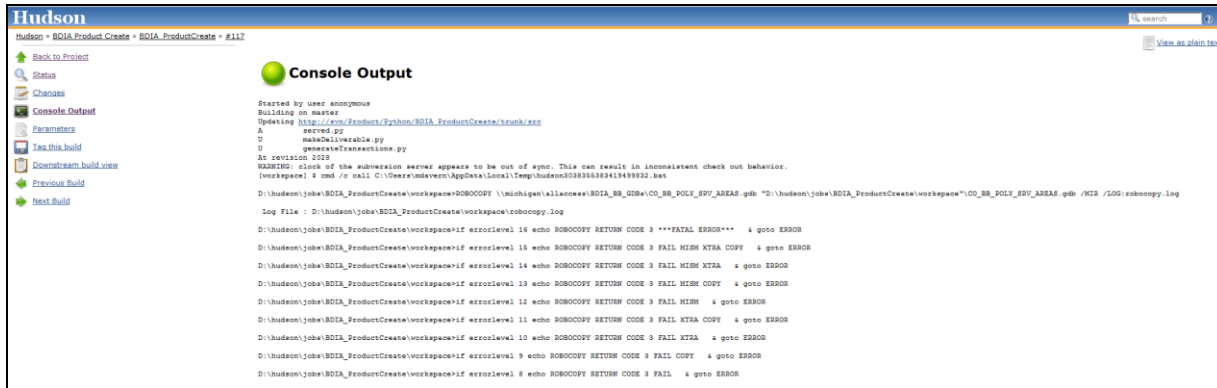 Hudson
search
Hudson » BDIA Product Create » BDIA_ProductCreate » #117
View as plain tex
Back to Project
Status
Changes
Console Output
Parameters
Tag this build
Downstream build view
Previous Build
Next Build
Console Output
Started by user anonymous
Building on master
Updating http://svn/Product/Python/BDIA_ProductCreate/trunk/src
A served.py
U makeDeliverable.py
U generateTransactions.py
At revision 2028
WARNING: clock of the subversion server appears to be out of sync. This can result in inconsistent check out behavior.
[workspace] $ cmd /c call C:\Users\mdavern\AppData\Local\Temp\hudson3038355383419499832.bat
D:\hudson\jobs\BDIA_ProductCreate\workspace>ROBOCOPY \\michigan\allaccess\BDIA_BB_GDBs\CO_BB_POLY_SRV_AREAS.gdb "D:\hudson\jobs\BDIA_ProductCreate\workspace"\CO_BB_POLY_SRV_AREAS.gdb /MIR /LOG:robocopy.log
Log File : D:\hudson\jobs\BDIA_ProductCreate\workspace\robocopy.log
D:\hudson\jobs\BDIA_ProductCreate\workspace>if errorlevel 16 echo ROBOCOPY RETURN CODE 3 ***FATAL ERROR*** & goto ERROR
D:\hudson\jobs\BDIA_ProductCreate\workspace>if errorlevel 15 echo ROBOCOPY RETURN CODE 3 FAIL MISM XTRA COPY & goto ERROR
D:\hudson\jobs\BDIA_ProductCreate\workspace>if errorlevel 14 echo ROBOCOPY RETURN CODE 3 FAIL MISM XTRA & goto ERROR
D:\hudson\jobs\BDIA_ProductCreate\workspace>if errorlevel 13 echo ROBOCOPY RETURN CODE 3 FAIL MISM COPY & goto ERROR
D:\hudson\jobs\BDIA_ProductCreate\workspace>if errorlevel 12 echo ROBOCOPY RETURN CODE 3 FAIL MISM & goto ERROR
D:\hudson\jobs\BDIA_ProductCreate\workspace>if errorlevel 11 echo ROBOCOPY RETURN CODE 3 FAIL XTRA COPY & goto ERROR
D:\hudson\jobs\BDIA_ProductCreate\workspace>if errorlevel 10 echo ROBOCOPY RETURN CODE 3 FAIL XTRA & goto ERROR
D:\hudson\jobs\BDIA_ProductCreate\workspace>if errorlevel 9 echo ROBOCOPY RETURN CODE 3 FAIL COPY & goto ERROR
D:\hudson\jobs\BDIA_ProductCreate\workspace>if errorlevel 8 echo ROBOCOPY RETURN CODE 3 FAIL & goto ERROR